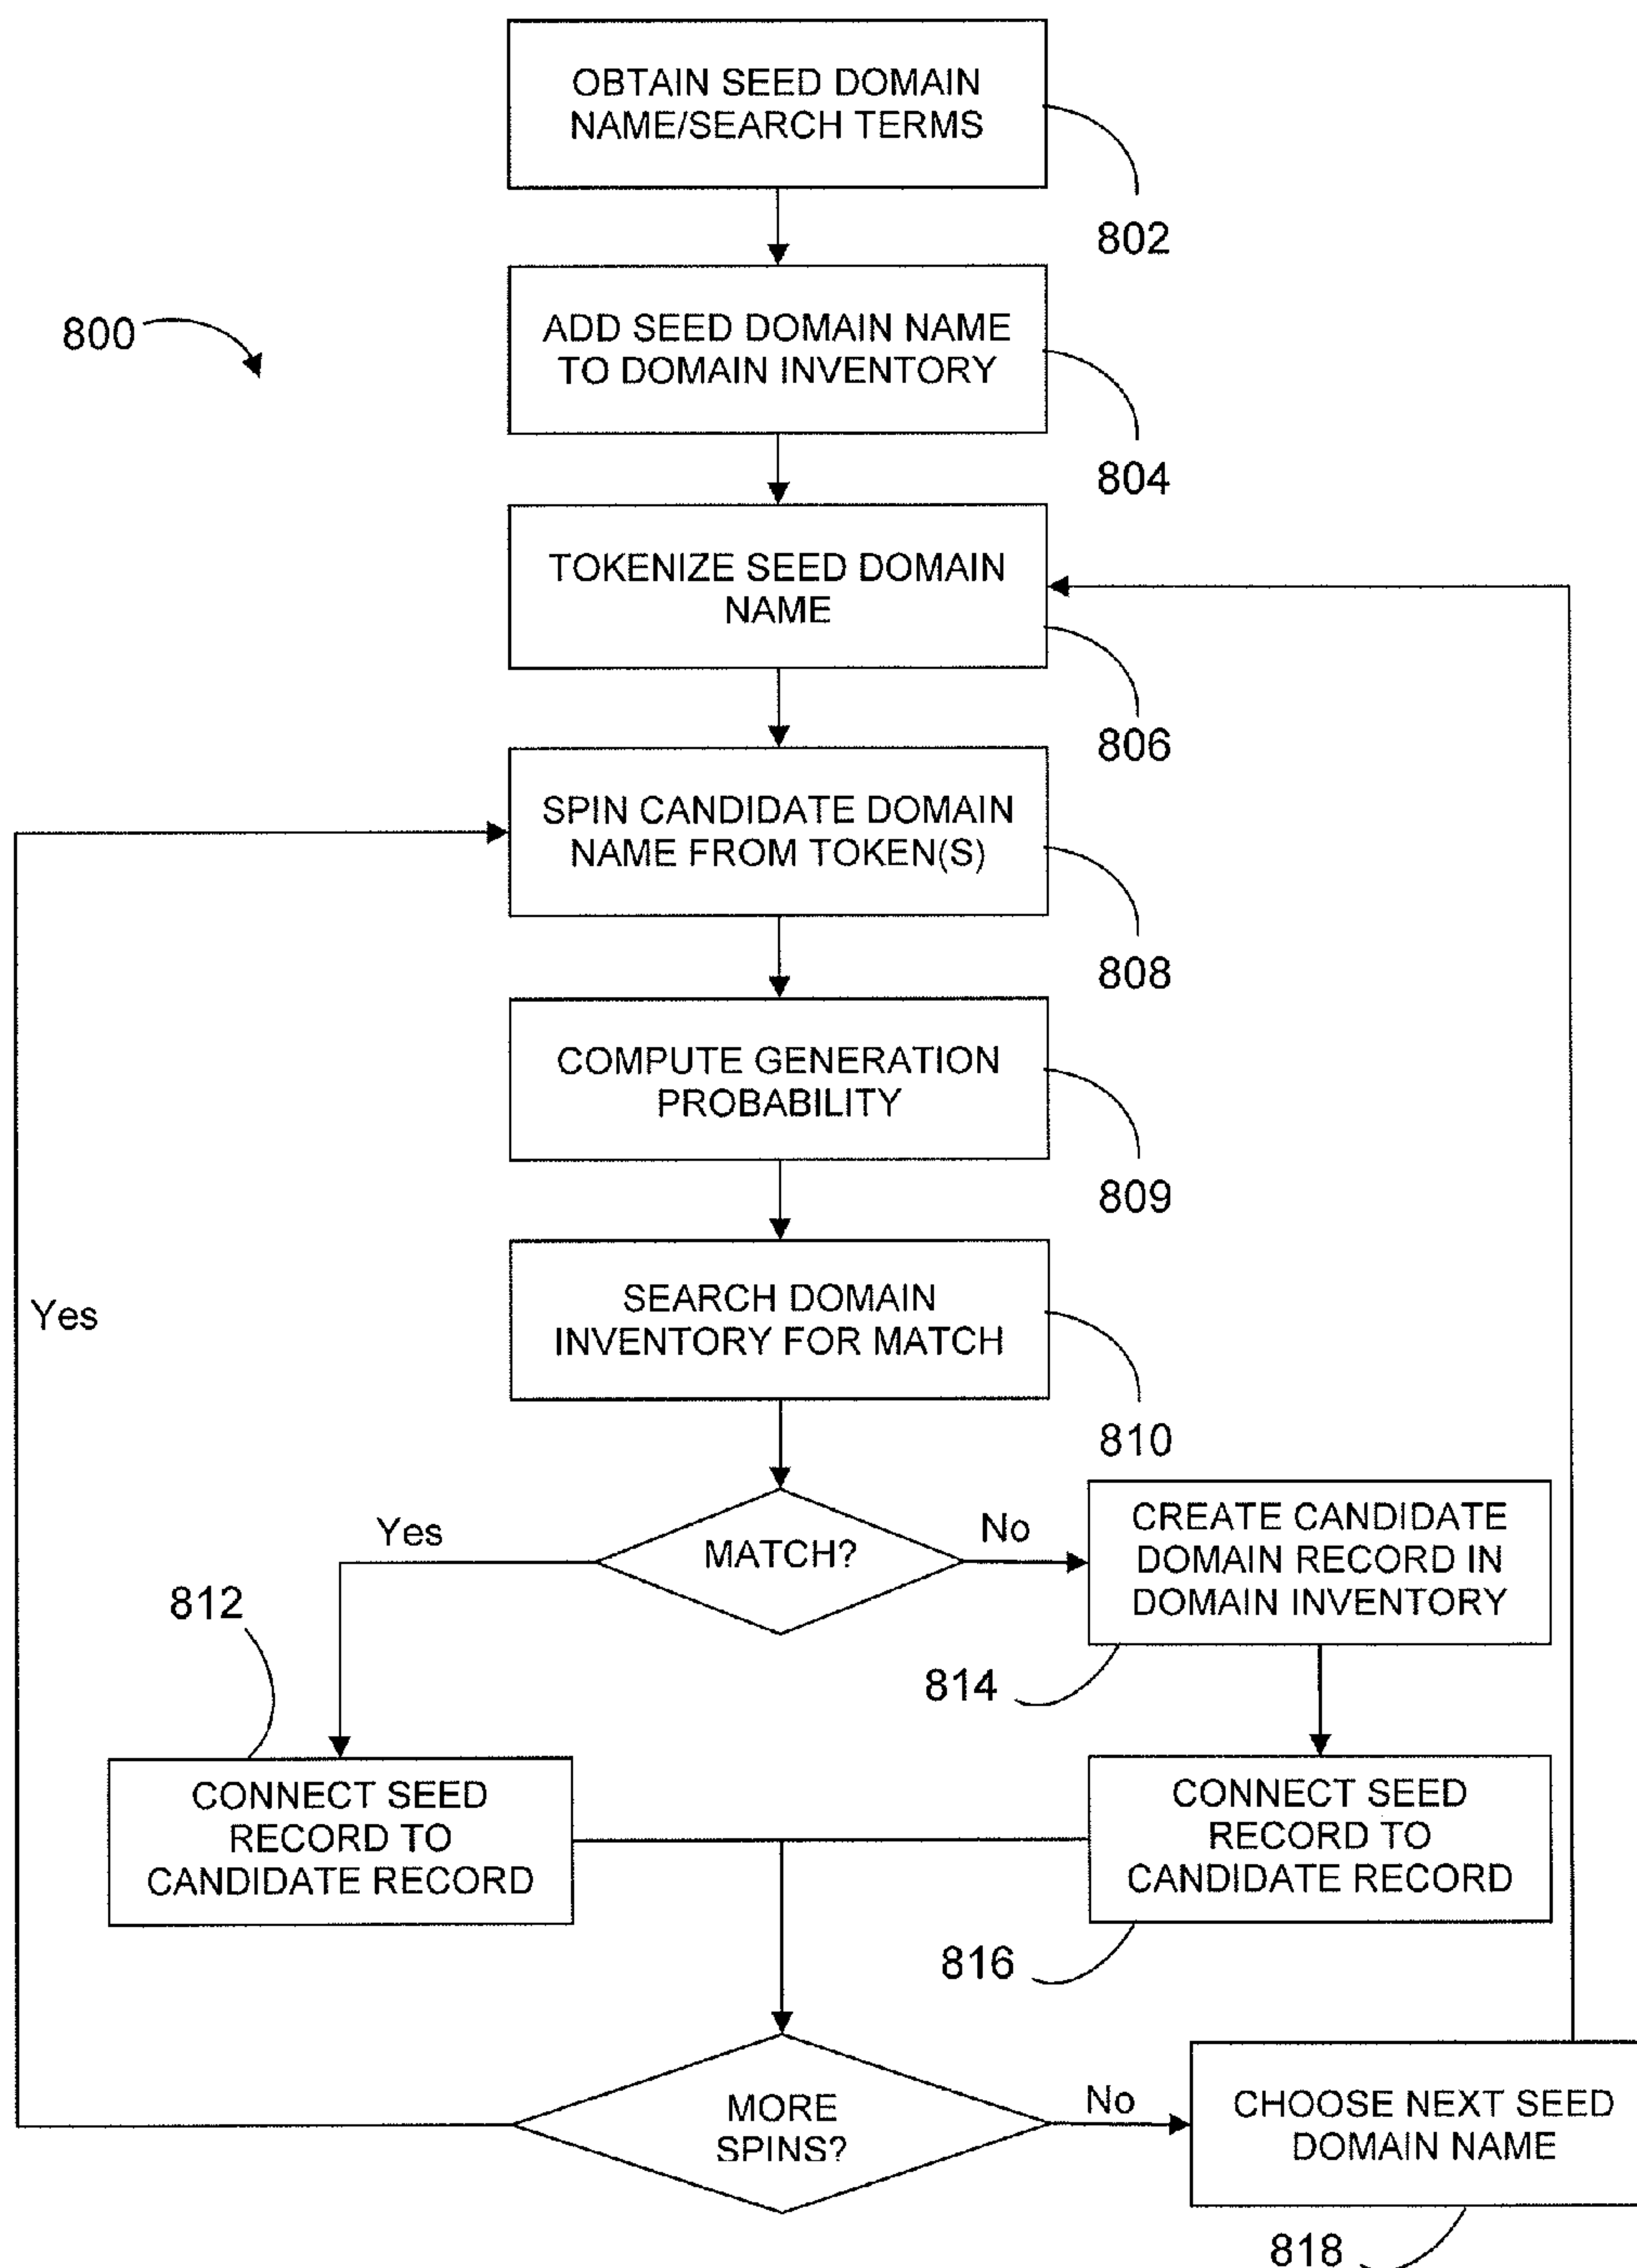 OBTAIN SEED DOMAIN
NAME/SEARCH TERMS
802
800
ADD SEED DOMAIN NAME
TO DOMAIN INVENTORY
804
TOKENIZE SEED DOMAIN
NAME
806
SPIN CANDIDATE DOMAIN
NAME FROM TOKEN(S)
808
COMPUTE GENERATION
PROBABILITY
809
SEARCH DOMAIN
INVENTORY FOR MATCH
810
Yes
MATCH?
Yes
No
CREATE CANDIDATE
DOMAIN RECORD IN
DOMAIN INVENTORY
814
812
CONNECT SEED
RECORD TO
CANDIDATE RECORD
CONNECT SEED
RECORD TO
CANDIDATE RECORD
816
MORE
SPINS?
No
CHOOSE NEXT SEED
DOMAIN NAME
818